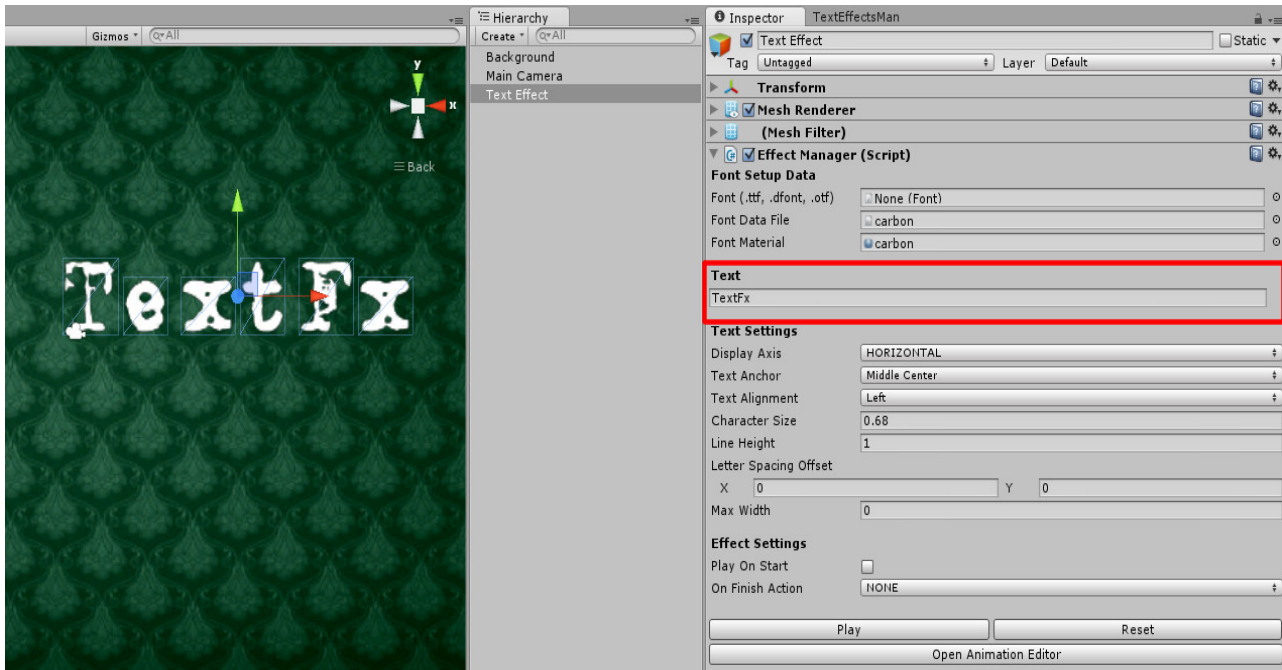 Hierarchy
Inspector TextEffectsMan
Gizmos All
Create All
Text Effect Static
Background
Main Camera
Text Effect
Tag Untagged Layer Default
y
x
Back
Transform
Mesh Renderer
(Mesh Filter)
Effect Manager (Script)
Font Setup Data
Font (.ttf, .dfont, .otf) None (Font)
Font Data File carbon
Font Material carbon
TextFx
Text
TextFx
Text Settings
Display Axis HORIZONTAL
Text Anchor Middle Center
Text Alignment Left
Character Size 0.68
Line Height 1
Letter Spacing Offset
X 0 Y 0
Max Width 0
Effect Settings
Play On Start
On Finish Action NONE
Play Reset
Open Animation Editor